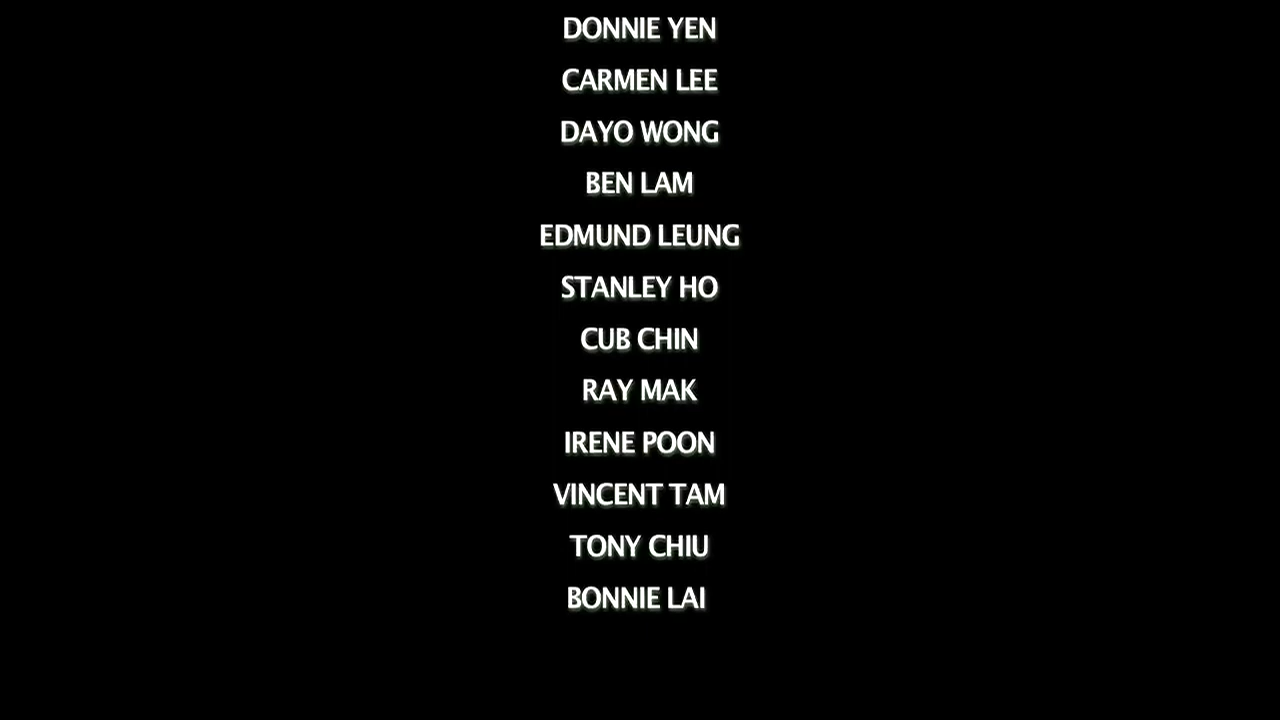 DONNIE YEN
CARMEN LEE
DAYO WONG
BEN LAM
EDMUND LEUNG
STANLEY HO
CUB CHIN
RAY MAK
IRENE POON
VINCENT TAM
TONY CHIU
BONNIE LAI